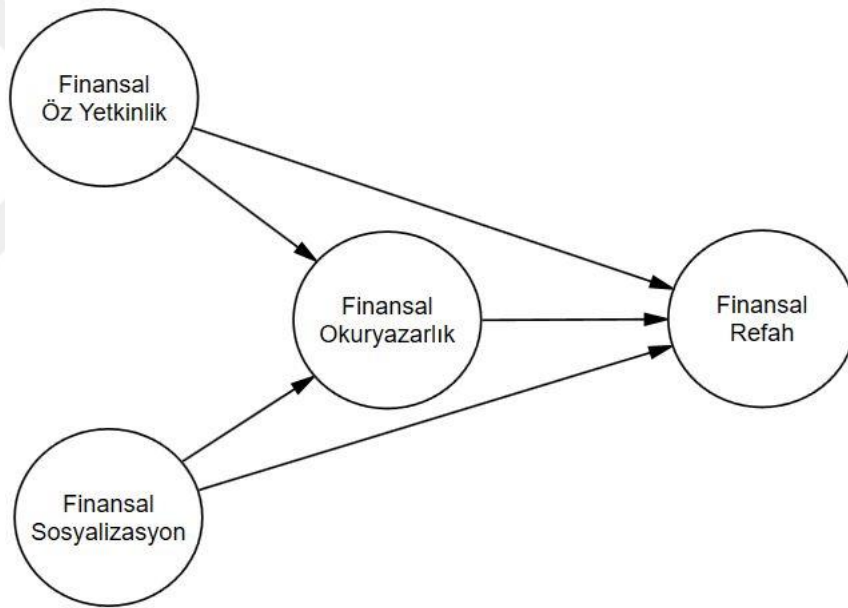 Finansal
Öz Yetkinlik
Finansal
Okuryazarlık
Finansal
Refah
Finansal
Sosyalizasyon